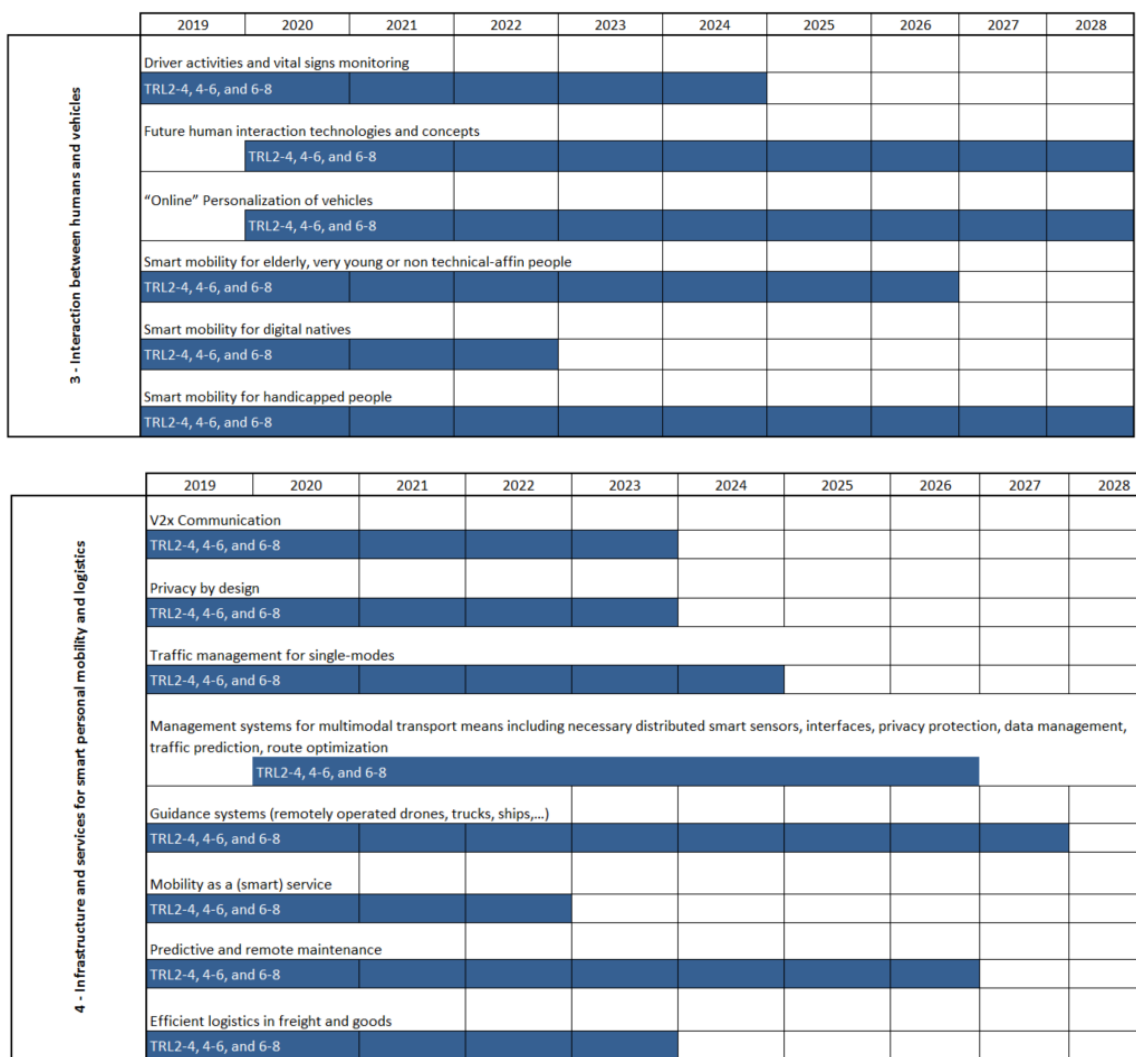 2019 2020 2021 2022 2023 2024 2025 2026 2027 2028
3 - Interaction between humans and vehicles
Driver activities and vital signs monitoring
TRL2-4, 4-6, and 6-8
Future human interaction technologies and concepts
TRL2-4, 4-6, and 6-8
“Online” Personalization of vehicles
TRL2-4, 4-6, and 6-8
Smart mobility for elderly, very young or non technical-affin people
TRL2-4, 4-6, and 6-8
Smart mobility for digital natives
TRL2-4, 4-6, and 6-8
Smart mobility for handicapped people
TRL2-4, 4-6, and 6-8
2019 2020 2021 2022 2023 2024 2025 2026 2027 2028
4 - Infrastructure and services for smart personal mobility and logistics
V2x Communication
TRL2-4, 4-6, and 6-8
Privacy by design
TRL2-4, 4-6, and 6-8
Traffic management for single-modes
TRL2-4, 4-6, and 6-8
Management systems for multimodal transport means including necessary distributed smart sensors, interfaces, privacy protection, data management,
traffic prediction, route optimization
TRL2-4, 4-6, and 6-8
Guidance systems (remotely operated drones, trucks, ships,...)
TRL2-4, 4-6, and 6-8
Mobility as a (smart) service
TRL2-4, 4-6, and 6-8
Predictive and remote maintenance
TRL2-4, 4-6, and 6-8
Efficient logistics in freight and goods
TRL2-4, 4-6, and 6-8